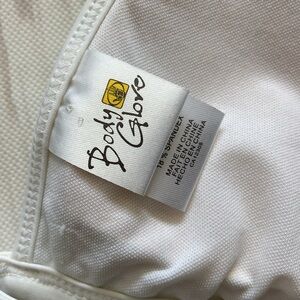 Body
Glove
18% SPANDEX
MADE IN CHINA
FAIT EN CHINE
HECHO EN CHINA